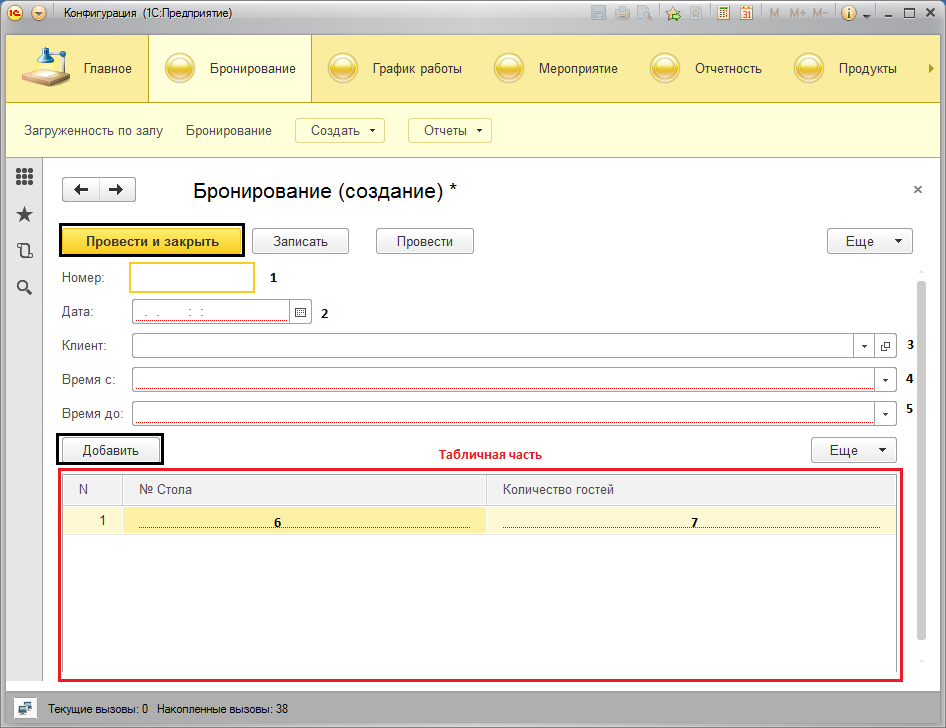 Конфигурация (1С:Предприятие)
31 M M+ M-
Главное Бронирование График работы Мероприятие Отчетность Продукты
Загруженность по залу Бронирование Создать Отчеты
Бронирование (создание) *
Провести и закрыть Записать Провести Еще
Номер: 1
Дата: . . : : 2
Клиент: 3
Время с: 4
Время до: 5
Добавить Табличная часть Еще
N № Стола Количество гостей
1 6 7
Текущие вызовы: 0 Накопленные вызовы: 38